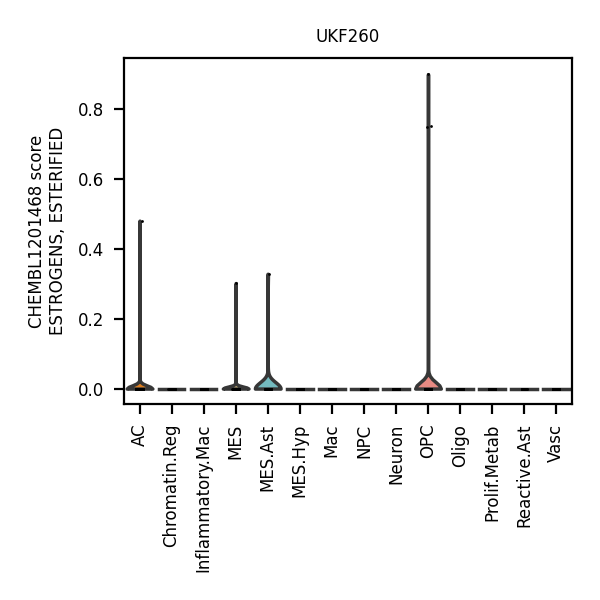 UKF260
CHEMBL1201468 score
ESTROGENS, ESTERIFIED
0.8
0.6
0.4
0.2
0.0
AC
Chromatin.Reg
Inflammatory.Mac
MES
MES.Ast
MES.Hyp
Mac
NPC
Neuron
OPC
Oligo
Prolif.Metab
Reactive.Ast
Vasc